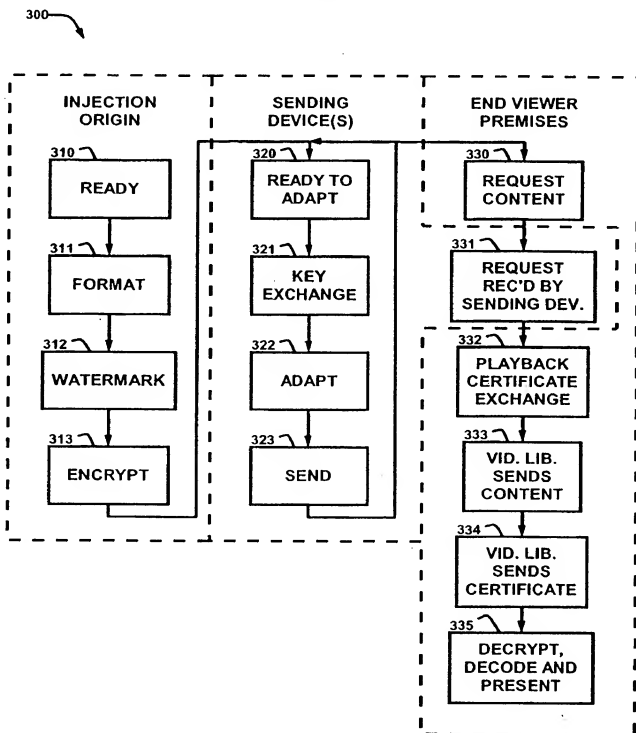 300
INJECTION
ORIGIN
310
READY
311
FORMAT
312
WATERMARK
313
ENCRYPT
SENDING
DEVICE(S)
320
READY TO
ADAPT
321
KEY
EXCHANGE
322
ADAPT
323
SEND
END VIEWER
PREMISES
330
REQUEST
CONTENT
331
REQUEST
REC'D BY
SENDING DEV.
332
PLAYBACK
CERTIFICATE
EXCHANGE
333
VID. LIB.
SENDS
CONTENT
334
VID. LIB.
SENDS
CERTIFICATE
335
DECRYPT,
DECODE AND
PRESENT